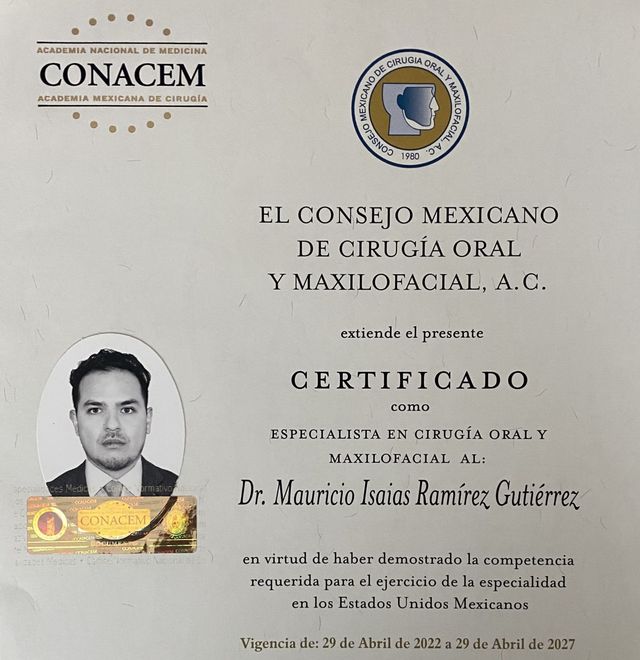 ACADEMIA NACIONAL DE MEDICINA
CONACEM
ACADEMIA MEXICANA DE CIRUGÍA
CONSEJO MEXICANO DE CIRUGIA ORAL Y MAXILOFACIAL, A.C.
1980
EL CONSEJO MEXICANO
DE CIRUGÍA ORAL
Y MAXILOFACIAL, A.C.
extiende el presente
CERTIFICADO
como
ESPECIALISTA EN CIRUGÍA ORAL Y
MAXILOFACIAL AL:
Dr. Mauricio Isaias Ramírez Gutiérrez
CONACEM
en virtud de haber demostrado la competencia
requerida para el ejercicio de la especialidad
en los Estados Unidos Mexicanos
Vigencia de: 29 de Abril de 2022 a 29 de Abril de 2027